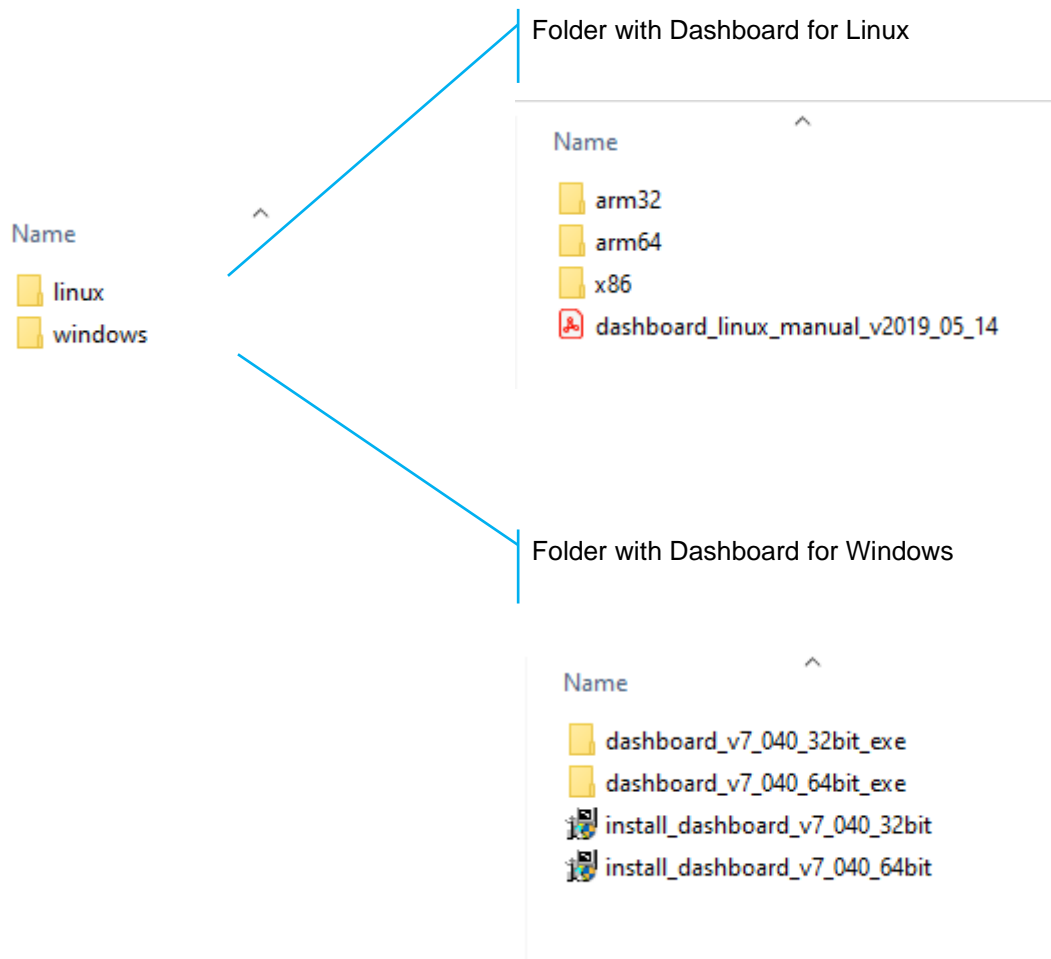 Folder with Dashboard for Linux
Name
arm32
arm64
x86
dashboard_linux_manual_v2019_05_14
Name
linux
windows
Folder with Dashboard for Windows
Name
dashboard_v7_040_32bit_exe
dashboard_v7_040_64bit_exe
install_dashboard_v7_040_32bit
install_dashboard_v7_040_64bit